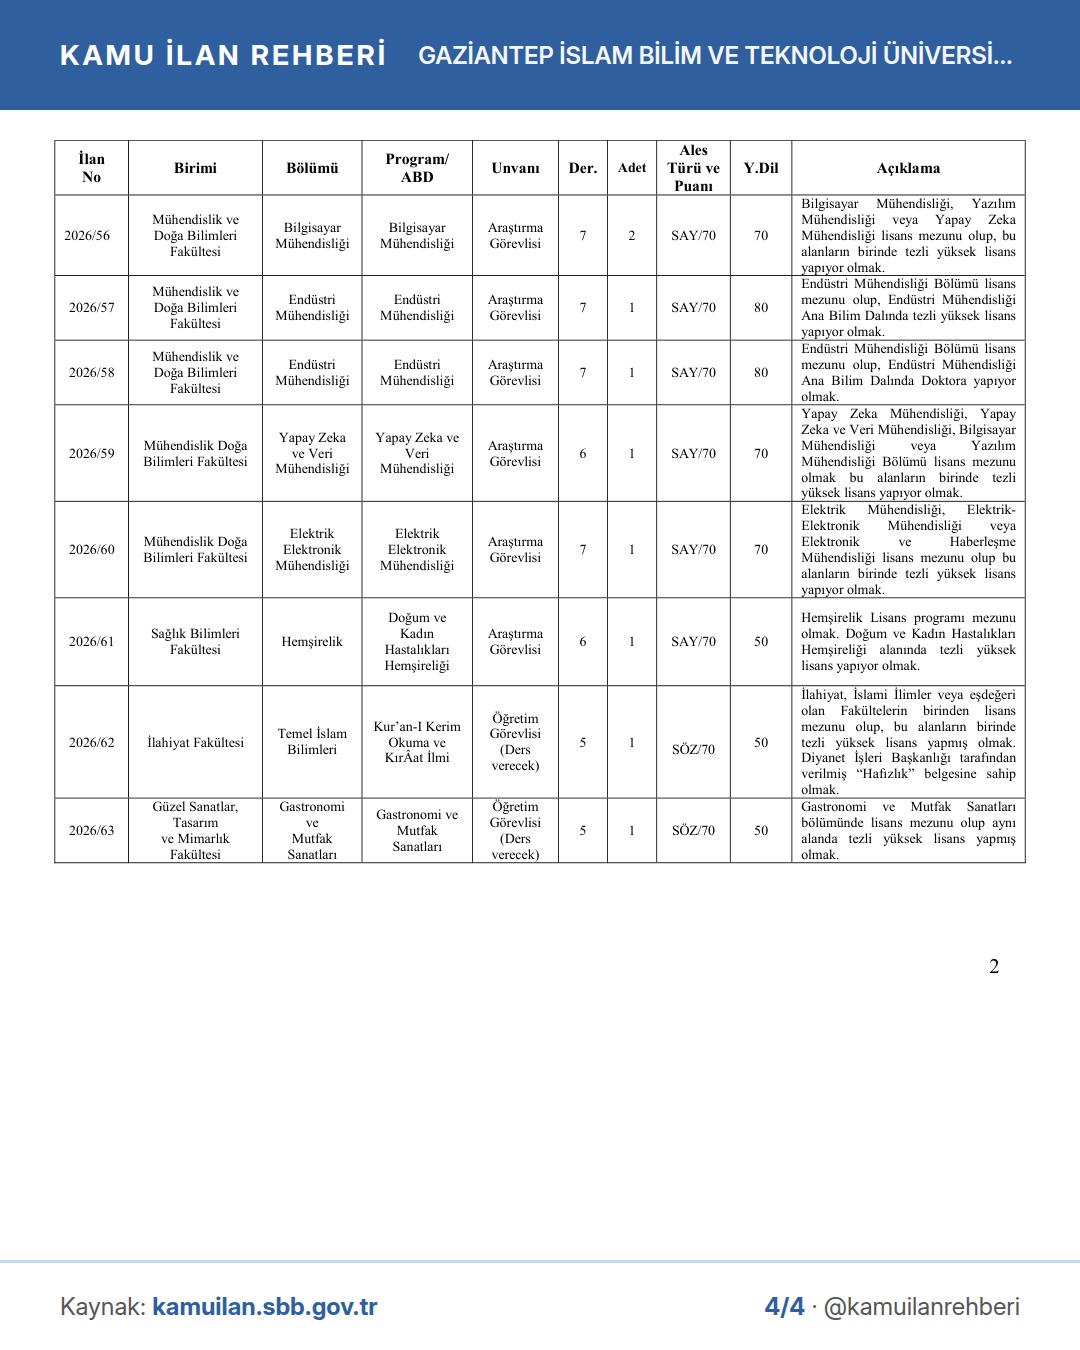 KAMU İLAN REHBERİ GAZİANTEP İSLAM BİLİM VE TEKNOLOJİ ÜNİVERSİ...
İlan
No
Birimi
Bölümü
Program/
ABD
Unvanı
Der.
Adet
Ales
Türü ve
Puanı
Y.Dil
Açıklama
2026/56
Mühendislik ve
Doğa Bilimleri
Fakültesi
Bilgisayar
Mühendisliği
Bilgisayar
Mühendisliği
Araştırma
Görevlisi
7
2
SAY/70
70
Bilgisayar Mühendisliği, Yazılım
Mühendisliği veya Yapay Zeka
Mühendisliği lisans mezunu olup, bu
alanların birinde tezli yüksek lisans
yapıyor olmak.
2026/57
Mühendislik ve
Doğa Bilimleri
Fakültesi
Endüstri
Mühendisliği
Endüstri
Mühendisliği
Araştırma
Görevlisi
7
1
SAY/70
80
Endüstri Mühendisliği Bölümü lisans
mezunu olup, Endüstri Mühendisliği
Ana Bilim Dalında tezli yüksek lisans
yapıyor olmak.
2026/58
Mühendislik ve
Doğa Bilimleri
Fakültesi
Endüstri
Mühendisliği
Endüstri
Mühendisliği
Araştırma
Görevlisi
7
1
SAY/70
80
Endüstri Mühendisliği Bölümü lisans
mezunu olup, Endüstri Mühendisliği
Ana Bilim Dalında Doktora yapıyor
olmak.
2026/59
Mühendislik Doğa
Bilimleri Fakültesi
Yapay Zeka
ve Veri
Mühendisliği
Yapay Zeka ve
Veri
Mühendisliği
Araştırma
Görevlisi
6
1
SAY/70
70
Yapay Zeka Mühendisliği, Yapay
Zeka ve Veri Mühendisliği, Bilgisayar
Mühendisliği veya Yazılım
Mühendisliği Bölümü lisans mezunu
olmak bu alanların birinde tezli
yüksek lisans yapıyor olmak.
2026/60
Mühendislik Doğa
Bilimleri Fakültesi
Elektrik
Elektronik
Mühendisliği
Elektrik
Elektronik
Mühendisliği
Araştırma
Görevlisi
7
1
SAY/70
70
Elektrik Mühendisliği, Elektrik-
Elektronik Mühendisliği veya
Elektronik ve Haberleşme
Mühendisliği lisans mezunu olup bu
alanların birinde tezli yüksek lisans
yapıyor olmak.
2026/61
Sağlık Bilimleri
Fakültesi
Hemşirelik
Doğum ve
Kadın
Hastalıkları
Hemşireliği
Araştırma
Görevlisi
6
1
SAY/70
50
Hemşirelik Lisans programı mezunu
olmak. Doğum ve Kadın Hastalıkları
Hemşireliği alanında tezli yüksek
lisans yapıyor olmak.
2026/62
İlahiyat Fakültesi
Temel İslam
Bilimleri
Kur’an-I Kerim
Okuma ve
KırÂat İlmi
Öğretim
Görevlisi
(Ders
verecek)
5
1
SÖZ/70
50
İlahiyat, İslami İlimler veya eşdeğeri
olan Fakültelerin birinden lisans
mezunu olup, bu alanların birinde
tezli yüksek lisans yapmış olmak.
Diyanet İşleri Başkanlığı tarafından
verilmiş “Hafızlık” belgesine sahip
olmak.
2026/63
Güzel Sanatlar,
Tasarım
ve Mimarlık
Fakültesi
Gastronomi
ve
Mutfak
Sanatları
Gastronomi ve
Mutfak
Sanatları
Öğretim
Görevlisi
(Ders
verecek)
5
1
SÖZ/70
50
Gastronomi ve Mutfak Sanatları
bölümünde lisans mezunu olup aynı
alanda tezli yüksek lisans yapmış
olmak.
2
Kaynak: kamuilan.sbb.gov.tr
4/4 · @kamuilanrehberi